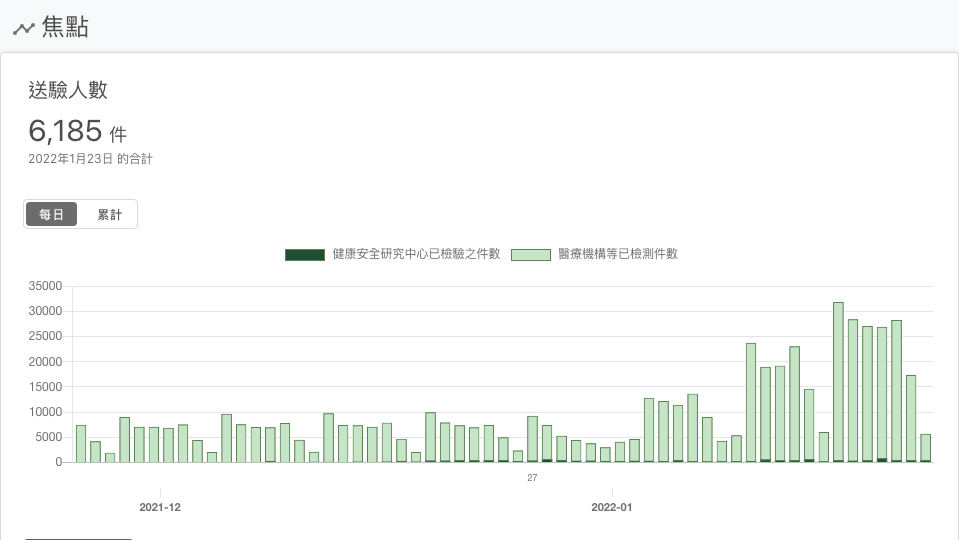 焦點
送驗人數
6,185 件
2022年1月23日 的合計
每日 累計
健康安全研究中心已檢驗之件數 醫療機構等已檢測件數
35000
30000
25000
20000
15000
10000
5000
0
27
2021-12 2022-01